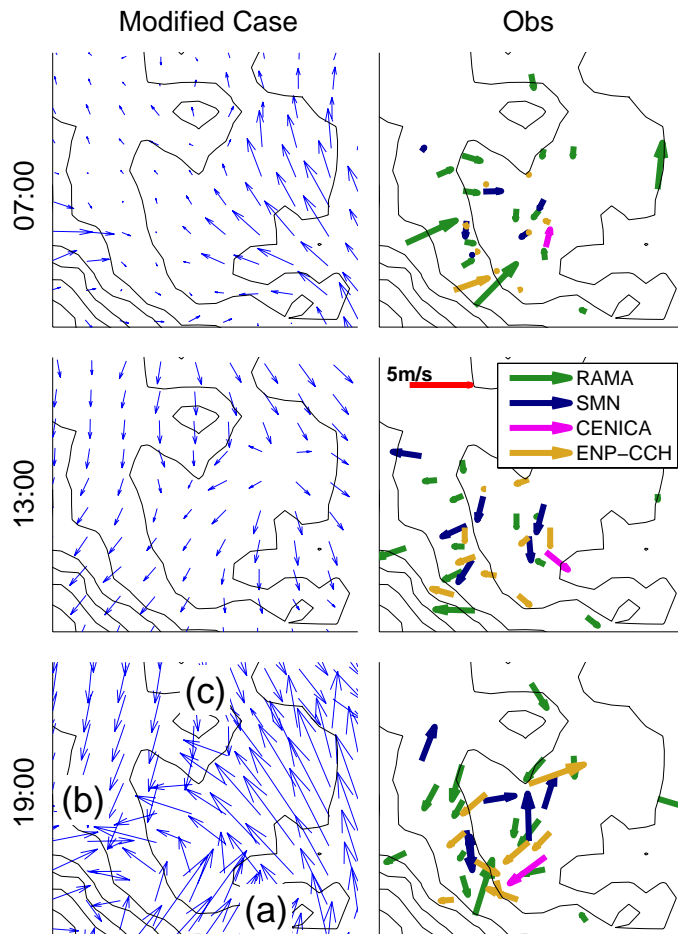 Modified Case
Obs
07:00
13:00
5m/s
RAMA
SMN
CENICA
ENP−CCH
19:00
(c)
(b)
(a)